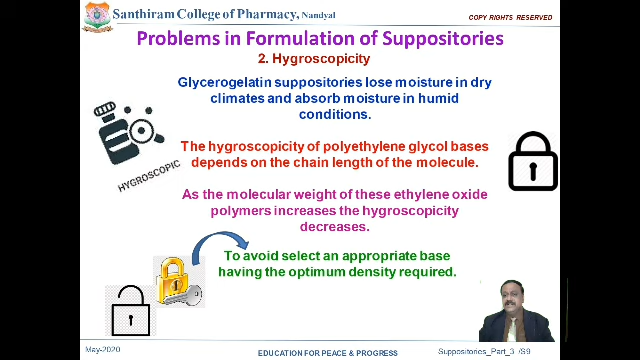 Santhiram College of Pharmacy, Nandyal
COPY RIGHTS RESERVED
Problems in Formulation of Suppositories
2. Hygroscopicity
Glycerogelatin suppositories lose moisture in dry
climates and absorb moisture in humid
conditions.
HYGROSCOPIC
The hygroscopicity of polyethylene glycol bases
depends on the chain length of the molecule.
As the molecular weight of these ethylene oxide
polymers increases the hygroscopicity
decreases.
To avoid select an appropriate base
having the optimum density required.
May-2020
EDUCATION FOR PEACE & PROGRESS
Suppositories_Part_3 /S9